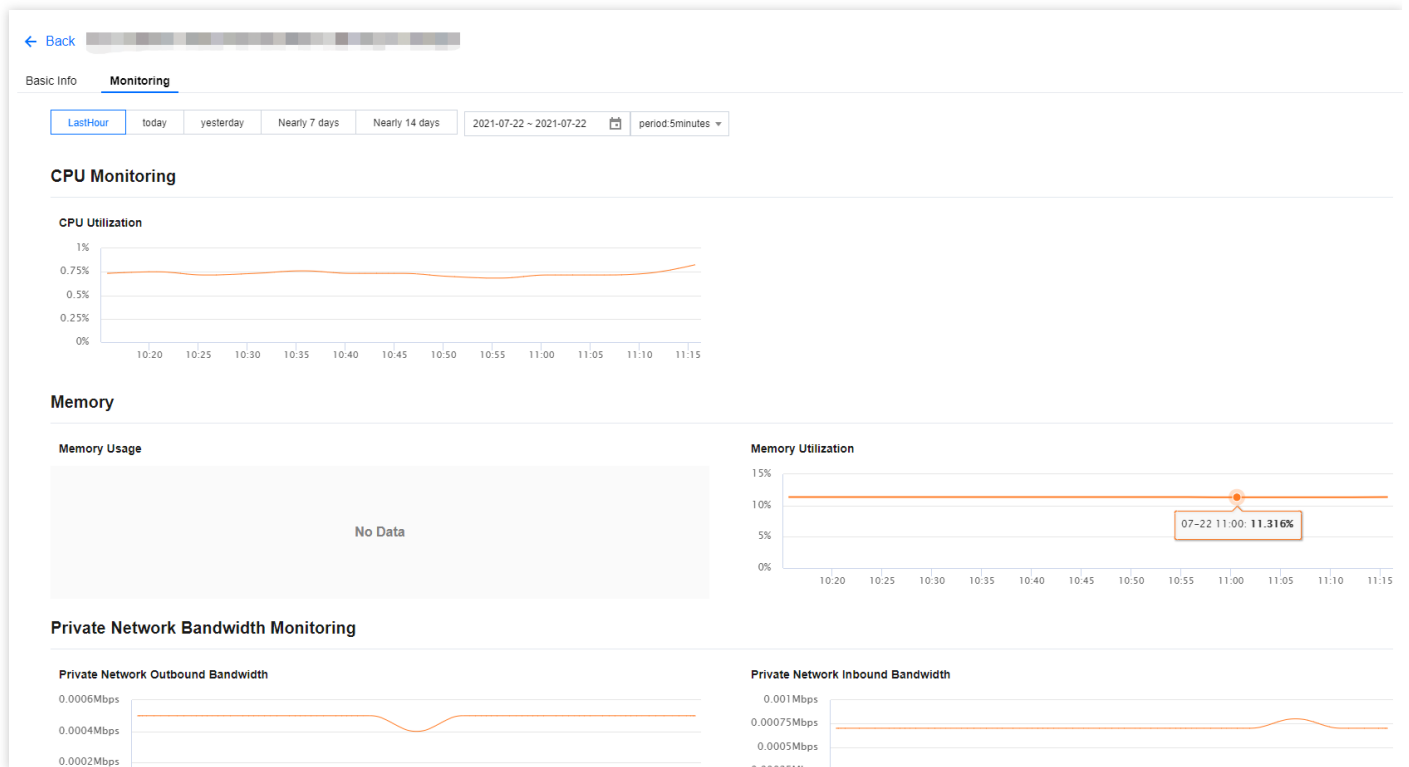 Back
Basic Info Monitoring
LastHour today yesterday Nearly 7 days Nearly 14 days 2021-07-22 ~ 2021-07-22 period:5minutes
CPU Monitoring
CPU Utilization
1%
0.75%
0.5%
0.25%
0%
10:20 10:25 10:30 10:35 10:40 10:45 10:50 10:55 11:00 11:05 11:10 11:15
Memory
Memory Usage
No Data
Memory Utilization
15%
10%
5%
0%
07-22 11:00: 11.316%
10:20 10:25 10:30 10:35 10:40 10:45 10:50 10:55 11:00 11:05 11:10 11:15
Private Network Bandwidth Monitoring
Private Network Outbound Bandwidth
0.0006Mbps
0.0004Mbps
0.0002Mbps
Private Network Inbound Bandwidth
0.001Mbps
0.00075Mbps
0.0005Mbps